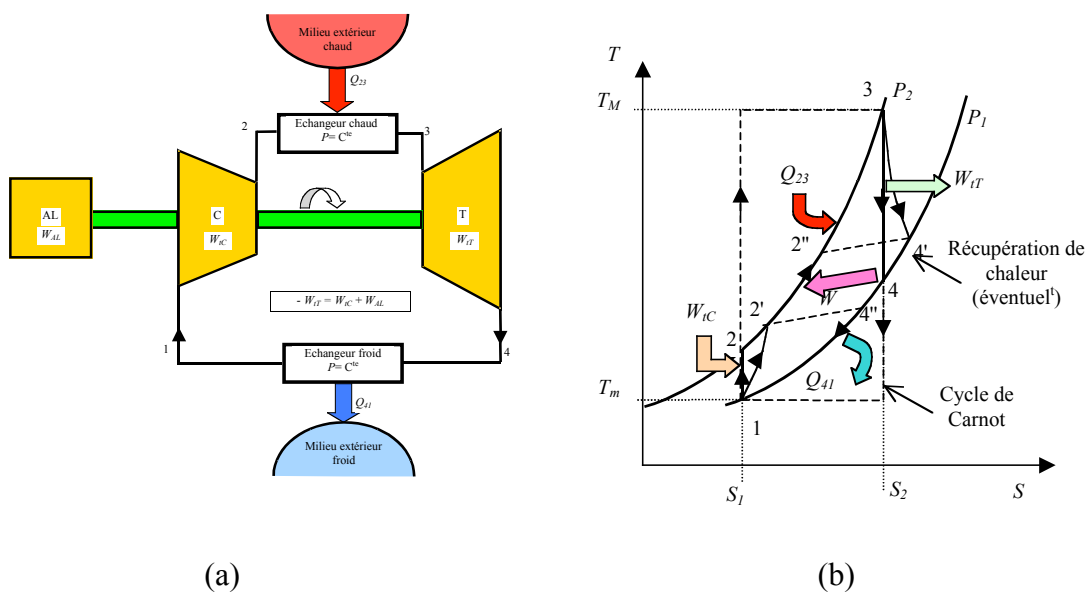 Milieu extérieur
chaud
Q23
2
Echangeur chaud
P= Cte
3
AL
WAL
C
WtC
T
WtT
- WtT = WtC + WAL
1
Echangeur froid
P= Cte
4
Q41
Milieu extérieur
froid
(a)
T
TM
3
P2
P1
Q23
WtT
2''
4'
Récupération de
chaleur
(éventuelt)
W
4
WtC
2'
4''
2
Q41
Tm
Cycle de
Carnot
1
S1
S2
S
(b)